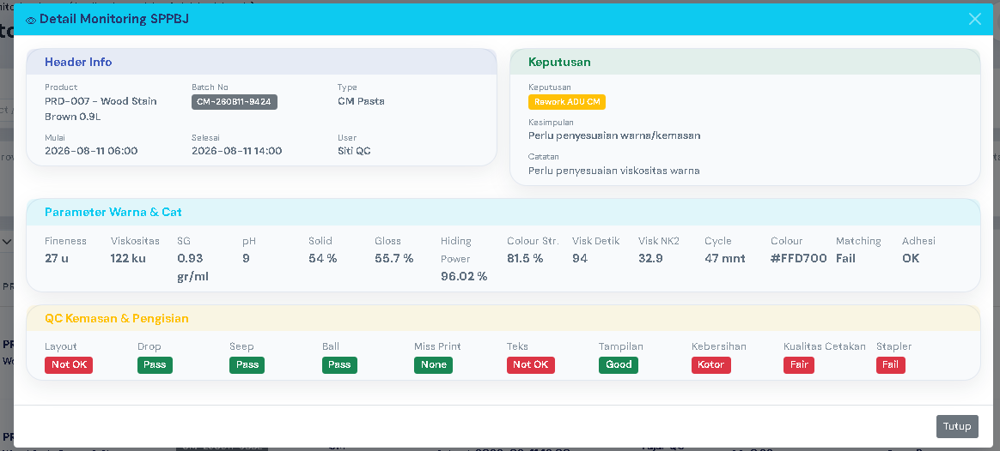 Detail Monitoring SPPBJ
Header Info
Product
PRD-007 - Wood Stain
Brown 0.9L
Batch No
CM-260811-9424
Type
CM Pasta
Mulai
2026-08-11 06:00
Selesai
2026-08-11 14:00
User
Siti QC
Keputusan
Keputusan
Rework ADU CM
Kesimpulan
Perlu penyesuaian warna/kemasan
Catatan
Perlu penyesuaian viskositas warna
Parameter Warna & Cat
Fineness
27 u
Viskositas
122 ku
SG
0.93
gr/ml
pH
9
Solid
54 %
Gloss
55.7 %
Hiding
Power
96.02 %
Colour Str.
81.5 %
Visk Detik
94
Visk NK2
32.9
Cycle
47 mnt
Colour
#FFD700
Matching
Fail
Adhesi
OK
QC Kemasan & Pengisian
Layout
Not OK
Drop
Pass
Seep
Pass
Ball
Pass
Miss Print
None
Teks
Not OK
Tampilan
Good
Kebersihan
Kotor
Kualitas Cetakan
Fair
Stapler
Fail
Tutup